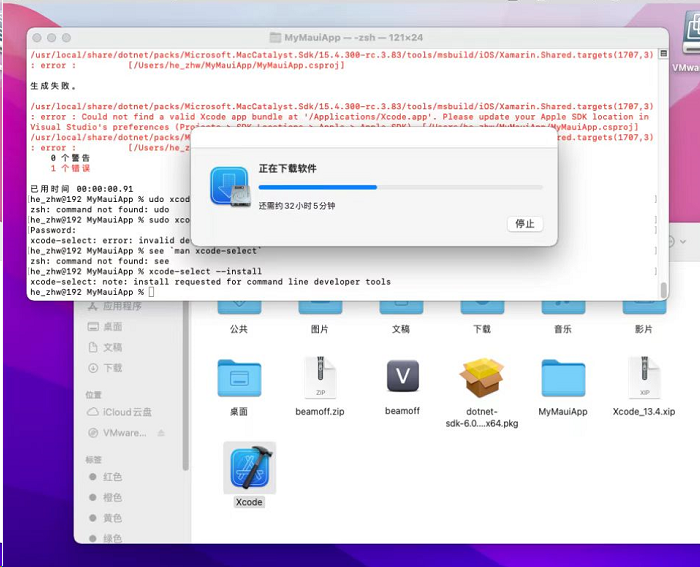 MyMauiApp — -zsh — 121×24
/usr/local/share/dotnet/packs/Microsoft.MacCatalyst.Sdk/15.4.300-rc.3.83/tools/msbuild/iOS/Xamarin.Shared.targets(1707,3)
: error : [/Users/he_zhw/MyMauiApp/MyMauiApp.csproj]
生成失败。
/usr/local/share/dotnet/packs/Microsoft.MacCatalyst.Sdk/15.4.300-rc.3.83/tools/msbuild/iOS/Xamarin.Shared.targets(1707,3)
: error : Could not find a valid Xcode app bundle at '/Applications/Xcode.app'. Please update your Apple SDK location in
Visual Studio's preferences (Projects > SDK Locations > Apple > Apple SDK). [/Users/he_zhw/MyMauiApp/MyMauiApp.csproj]
/usr/local/share/dotnet/packs/ hared.targets(1707,3)
: error : [/Users/he_
0 个警告
1 个错误
已用时间 00:00:00.91
he_zhw@192 MyMauiApp % udo xcod
zsh: command not found: udo
he_zhw@192 MyMauiApp % sudo xco
Password:
xcode-select: error: invalid de
he_zhw@192 MyMauiApp % see `man xcode-select`
zsh: command not found: see
he_zhw@192 MyMauiApp % xcode-select --install
xcode-select: note: install requested for command line developer tools
he_zhw@192 MyMauiApp %
正在下载软件
还需约32小时5分钟
停止
VMwar
应用程序
桌面
文稿
下载
位置
iCloud云盘
VMware...
标签
红色
橙色
黄色
绿色
公共
图片
文稿
下载
音乐
影片
ZIP
V
XIP
桌面
beamoff.zip
beamoff
dotnet-
sdk-6.0....x64.pkg
MyMauiApp
Xcode_13.4.xip
Xcode